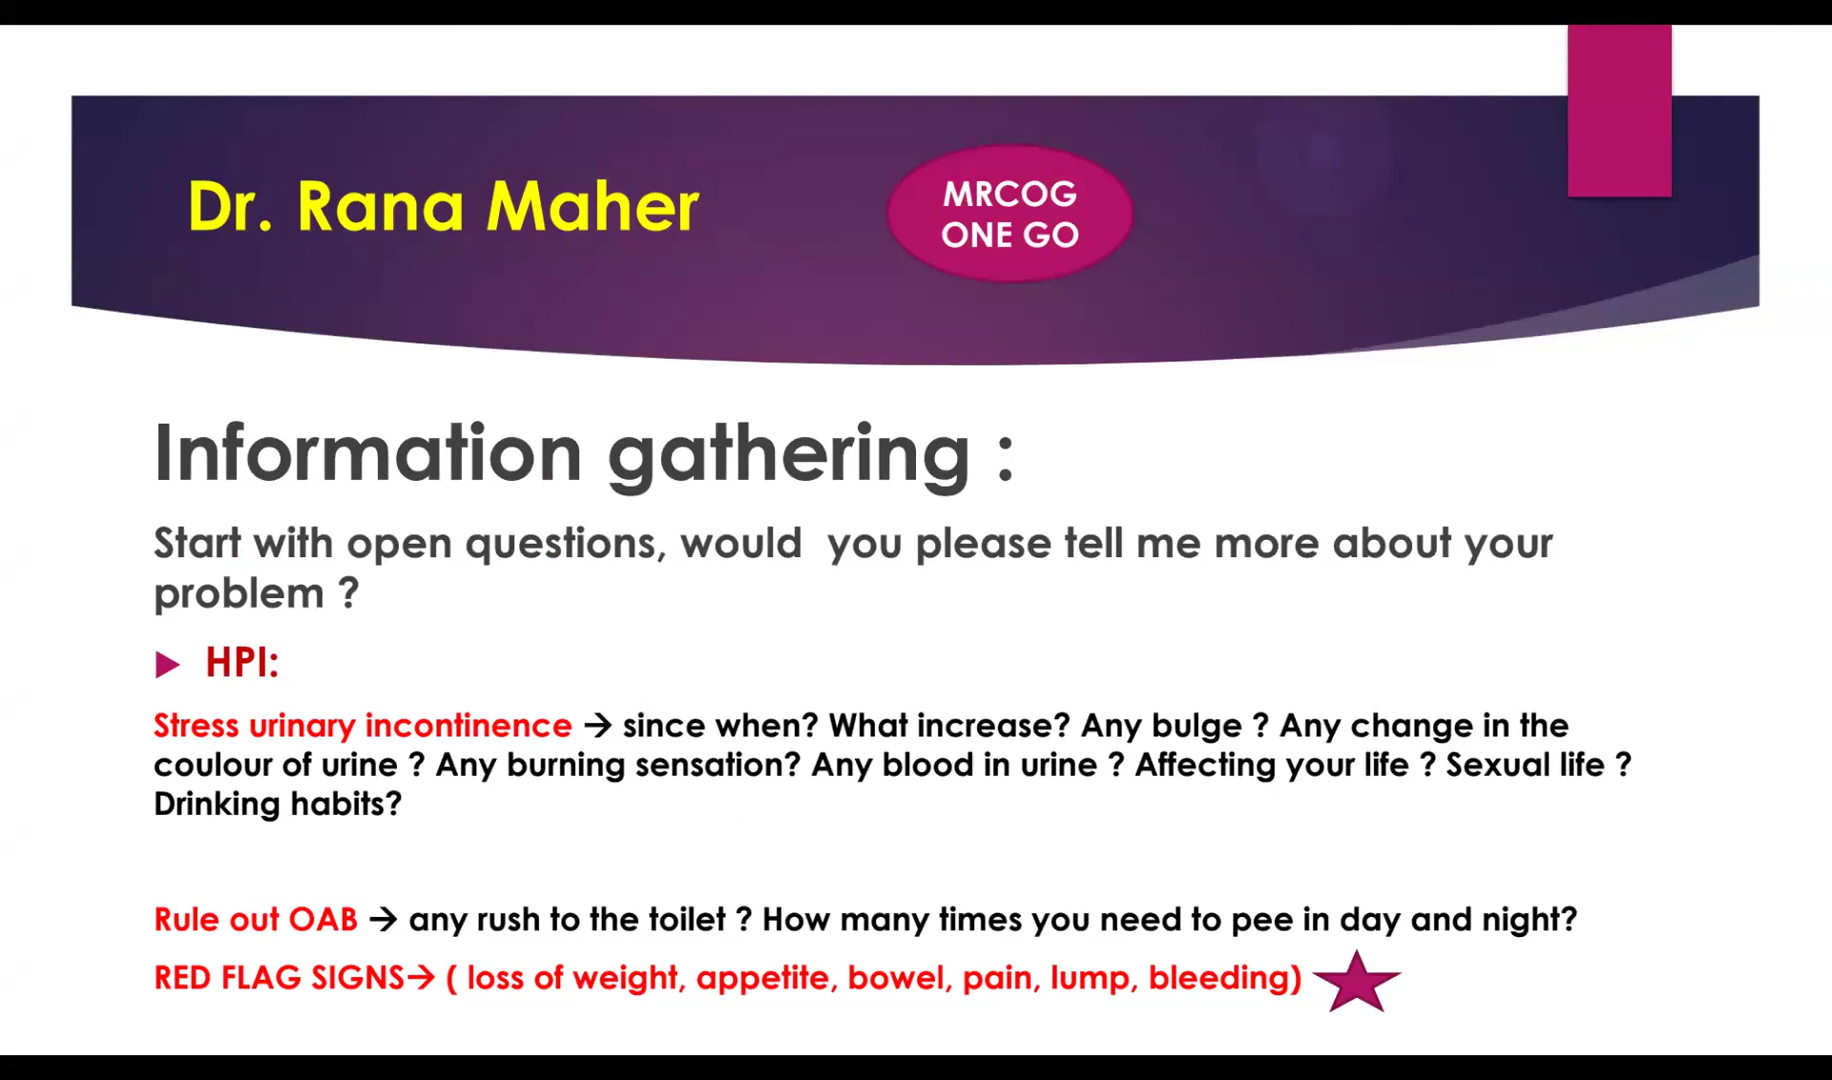 Dr. Rana Maher
MRCOG
ONE GO
Information gathering :
Start with open questions, would  you please tell me more about your
problem ?
HPI:
Stress urinary incontinence → since when? What increase? Any bulge ? Any change in the
coulour of urine ? Any burning sensation? Any blood in urine ? Affecting your life ? Sexual life ?
Drinking habits?
Rule out OAB → any rush to the toilet ? How many times you need to pee in day and night?
RED FLAG SIGNS→ ( loss of weight, appetite, bowel, pain, lump, bleeding)